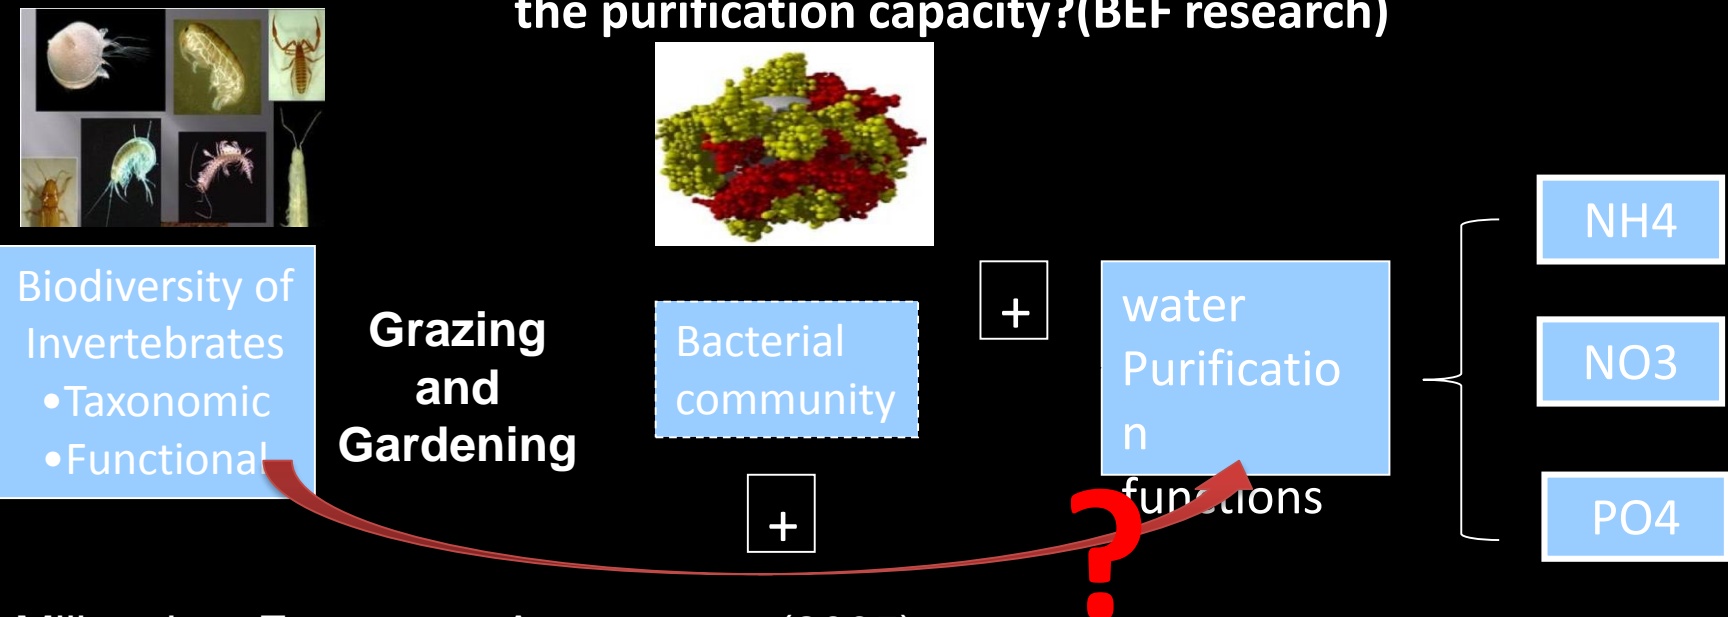 the purification capacity?(BEF research)
Biodiversity of
Invertebrates
•Taxonomic
•Functional
Grazing
and
Gardening
Bacterial
community
+
+
water
Purificatio
n
functions
?
NH4
NO3
PO4